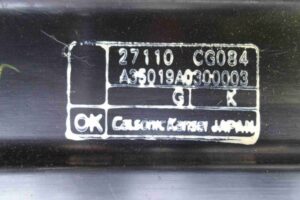 27110 CG084
A35019A0300003
G K
OK Calsonic Kansei JAPAN